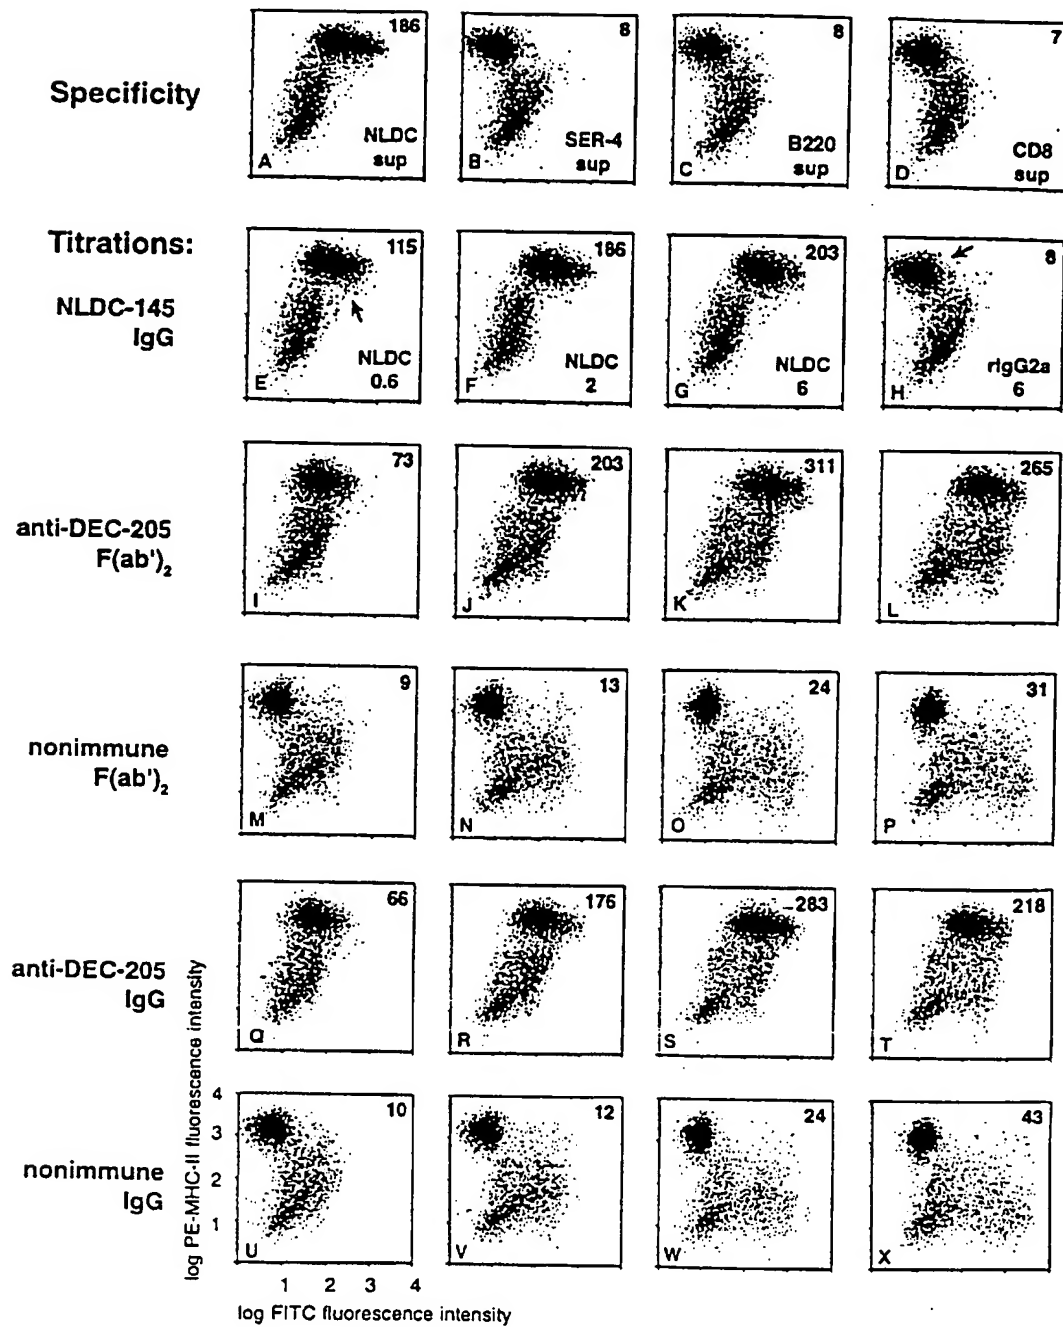 186
8
8
7
Specificity
NLDC
sup
SER-4
sup
B220
sup
CD8
sup
A
B
C
D
Titrations:
NLDC-145
IgG
115
186
203
8
NLDC
0.6
NLDC
2
NLDC
6
rIgG2a
6
E
F
G
H
anti-DEC-205
F(ab')2
73
203
311
265
I
J
K
L
nonimmune
F(ab')2
9
13
24
31
M
N
O
P
anti-DEC-205
IgG
66
176
283
218
Q
R
S
T
nonimmune
IgG
10
12
24
43
U
V
W
X
log PE-MHC-II fluorescence intensity
4
3
2
1
1 2 3 4
log FITC fluorescence intensity